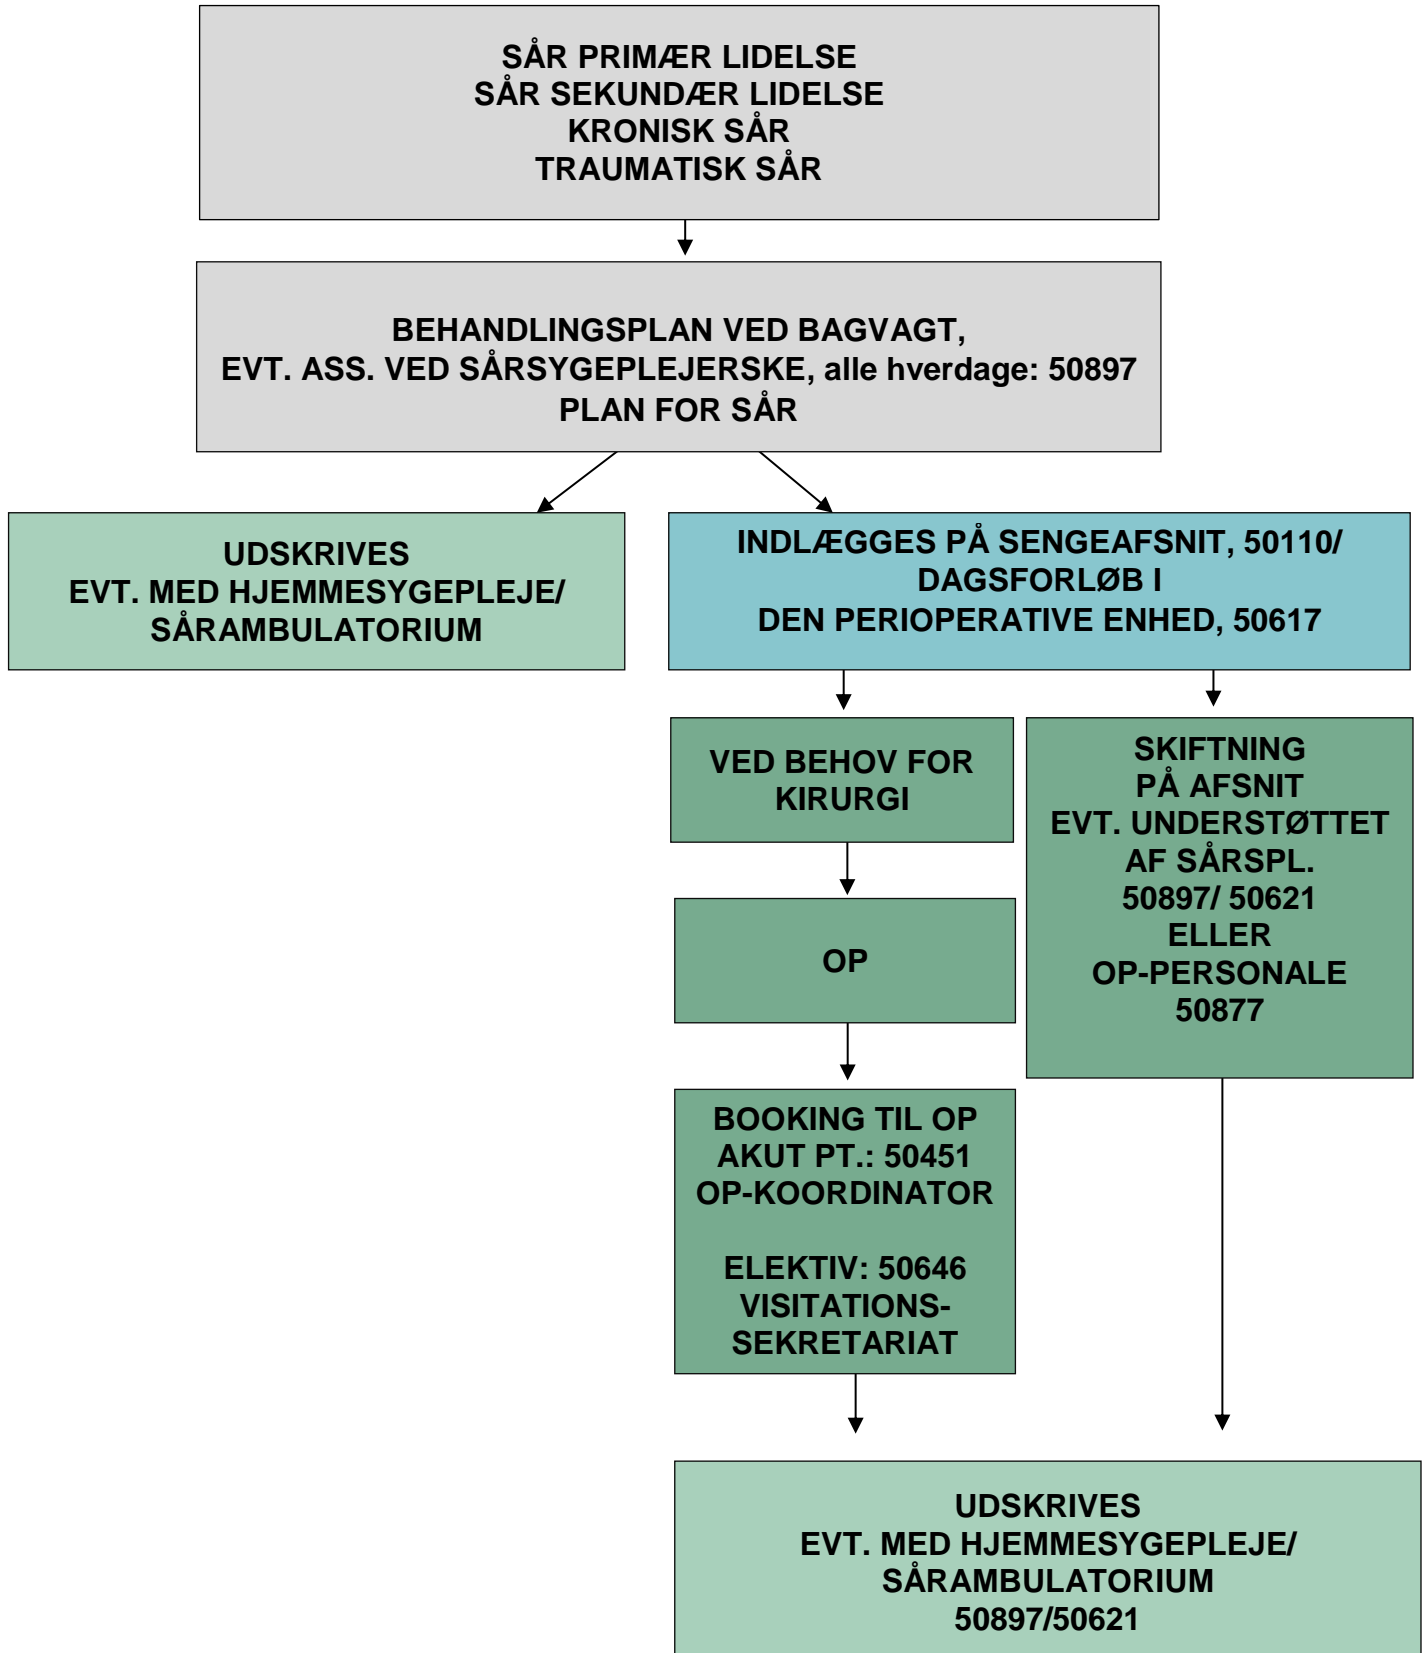 SÅR PRIMÆR LIDELSE
SÅR SEKUNDÆR LIDELSE
KRONISK SÅR
TRAUMATISK SÅR
BEHANDLINGSPLAN VED BAGVAGT,
EVT. ASS. VED SÅRSYGEPLEJERSKE, alle hverdage: 50897
PLAN FOR SÅR
UDSKRIVES
EVT. MED HJEMMESYGEPLEJE/
SÅRAMBULATORIUM
INDLÆGGES PÅ SENGEAFSNIT, 50110/
DAGSFORLØB I
DEN PERIOPERATIVE ENHED, 50617
VED BEHOV FOR
KIRURGI
OP
BOOKING TIL OP
AKUT PT.: 50451
OP-KOORDINATOR
ELEKTIV: 50646
VISITATIONS-
SEKRETARIAT
SKIFTNING
PÅ AFSNIT
EVT. UNDERSTØTTET
AF SÅRSPL.
50897/ 50621
ELLER
OP-PERSONALE
50877
UDSKRIVES
EVT. MED HJEMMESYGEPLEJE/
SÅRAMBULATORIUM
50897/50621